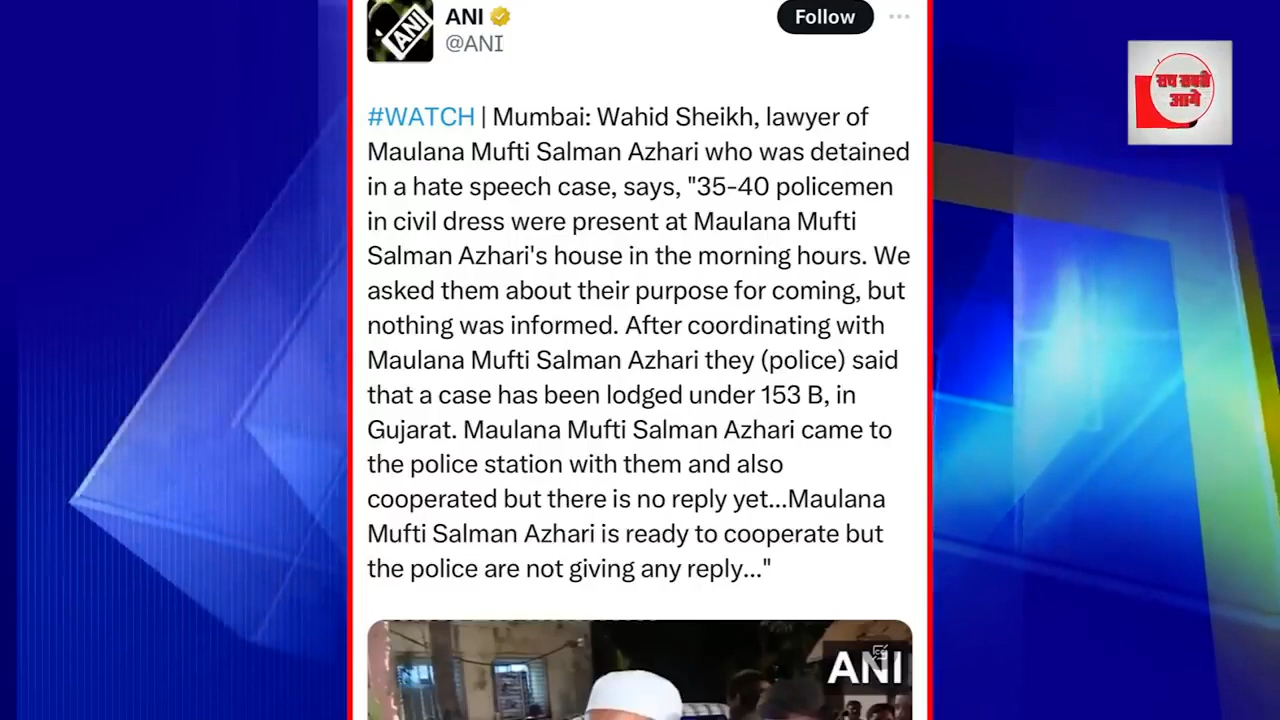 ANI
@ANI
Follow
ANI
सच सबसे
आगे
#WATCH | Mumbai: Wahid Sheikh, lawyer of
Maulana Mufti Salman Azhari who was detained
in a hate speech case, says, "35-40 policemen
in civil dress were present at Maulana Mufti
Salman Azhari's house in the morning hours. We
asked them about their purpose for coming, but
nothing was informed. After coordinating with
Maulana Mufti Salman Azhari they (police) said
that a case has been lodged under 153 B, in
Gujarat. Maulana Mufti Salman Azhari came to
the police station with them and also
cooperated but there is no reply yet...Maulana
Mufti Salman Azhari is ready to cooperate but
the police are not giving any reply..."
ANI